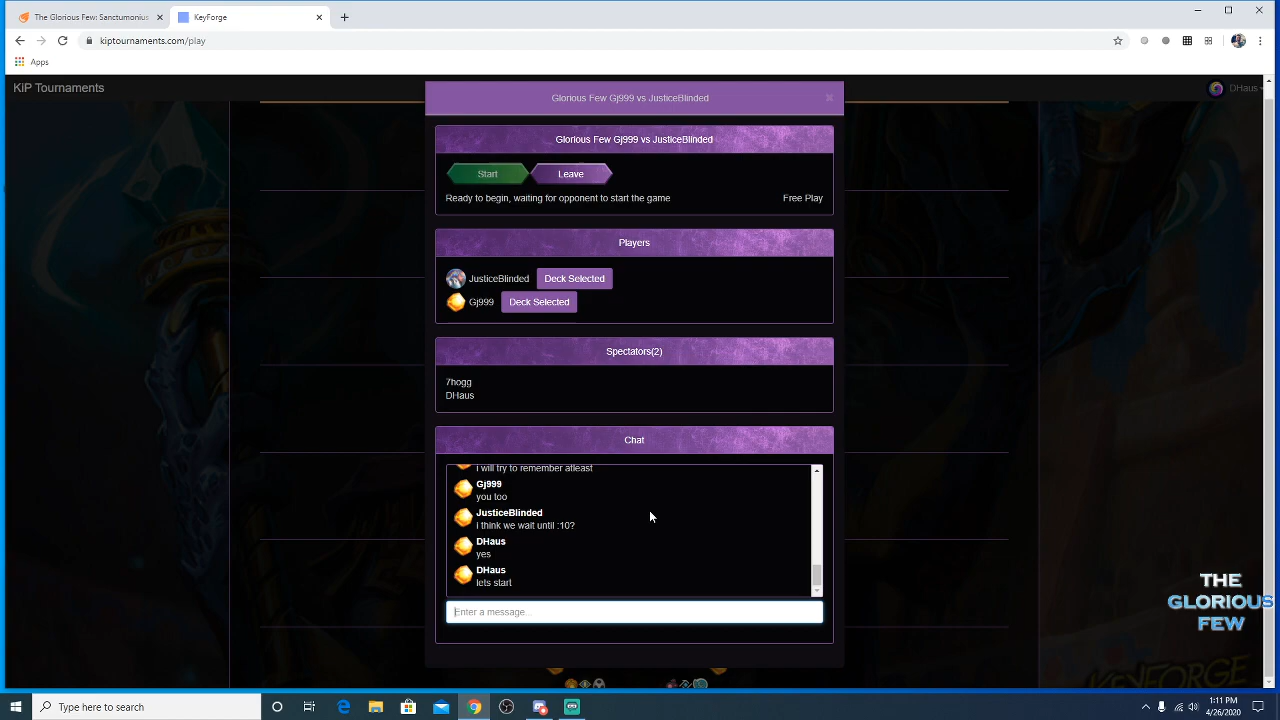 The Glorious Few: Sanctumonius
KeyForge
kiptournaments.com/play
Apps
KiP Tournaments
DHaus
Glorious Few Gj999 vs JusticeBlinded
Glorious Few Gj999 vs JusticeBlinded
Start
Leave
Ready to begin, waiting for opponent to start the game
Free Play
Players
JusticeBlinded
Deck Selected
Gj999
Deck Selected
Spectators(2)
7hogg
DHaus
Chat
i will try to remember atleast
Gj999
you too
JusticeBlinded
i think we wait until :10?
DHaus
yes
DHaus
lets start
Enter a message...
THE
GLORIOUS
FEW
KEYFORGE
Type here to search
1:11 PM
4/26/2020